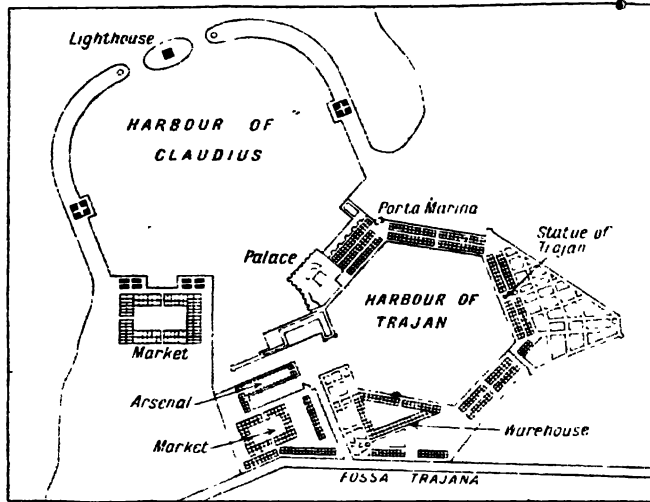 Lighthouse
HARBOUR OF
CLAUDIUS
Porta Marina
Statue of
Trajan
Palace
HARBOUR OF
TRAJAN
Market
Arsenal
Market
Warehouse
FOSSA TRAJANA